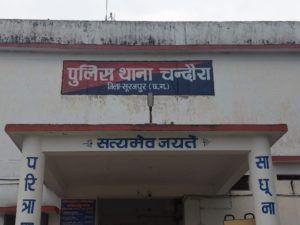 पुलिस थाना चन्दौरा
जिला-सूरजपुर (छ.ग.)
सत्यमेव जयते
परित्रा
साधूना